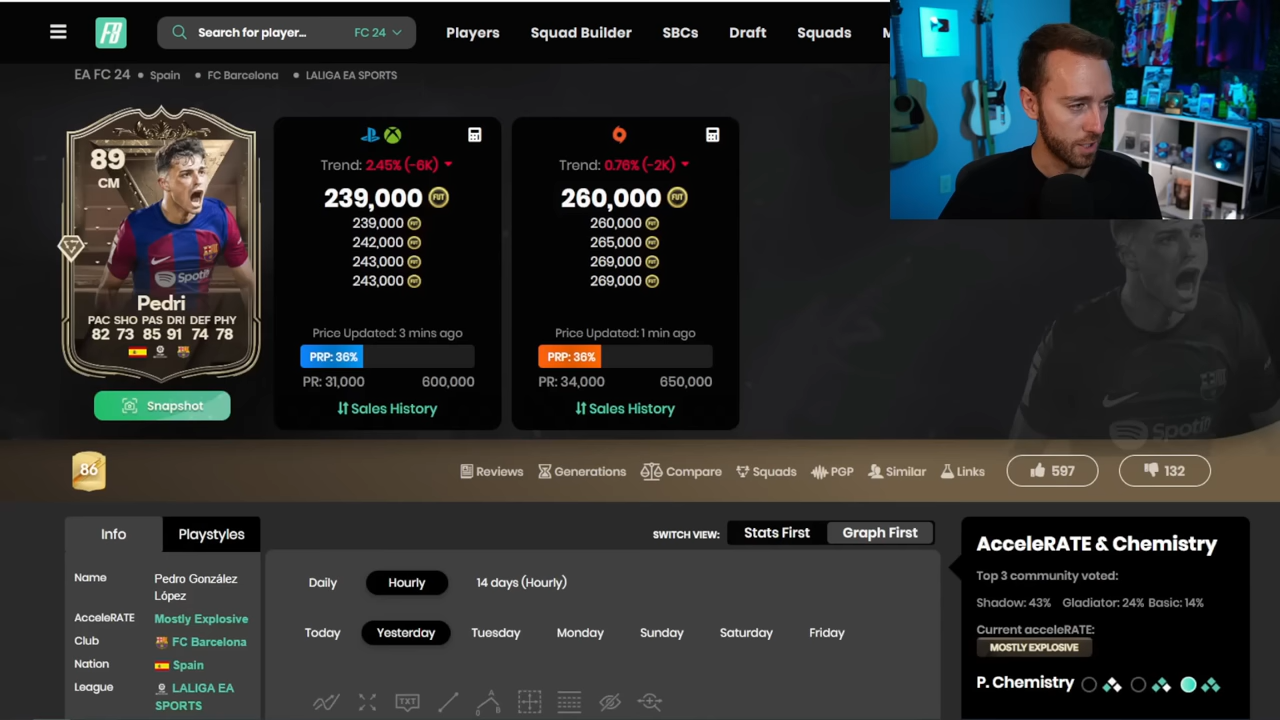 FB
Search for player...
FC 24
Players
Squad Builder
SBCs
Draft
Squads
M
EA FC 24
Spain
FC Barcelona
LALIGA EA SPORTS
89
CM
Spotify
Pedri
PAC SHO PAS DRI DEF PHY
82 73 85 91 74 78
Snapshot
Trend: 2.45% (-6K)
239,000 FUT
239,000
242,000
243,000
243,000
Price Updated: 3 mins ago
PRP: 36%
PR: 31,000
600,000
Sales History
Trend: 0.76% (-2K)
260,000 FUT
260,000
265,000
269,000
269,000
Price Updated: 1 min ago
PRP: 36%
PR: 34,000
650,000
Sales History
Spotify
86
Reviews
Generations
Compare
Squads
PGP
Similar
Links
597
132
Info
Playstyles
SWITCH VIEW:
Stats First
Graph First
Name
Pedro González
López
AcceleRATE
Mostly Explosive
Club
FC Barcelona
Nation
Spain
League
LALIGA EA
SPORTS
Daily
Hourly
14 days (Hourly)
Today
Yesterday
Tuesday
Monday
Sunday
Saturday
Friday
TXT
AcceleRATE & Chemistry
Top 3 community voted:
Shadow: 43% Gladiator: 24% Basic: 14%
Current acceleRATE:
MOSTLY EXPLOSIVE
P. Chemistry